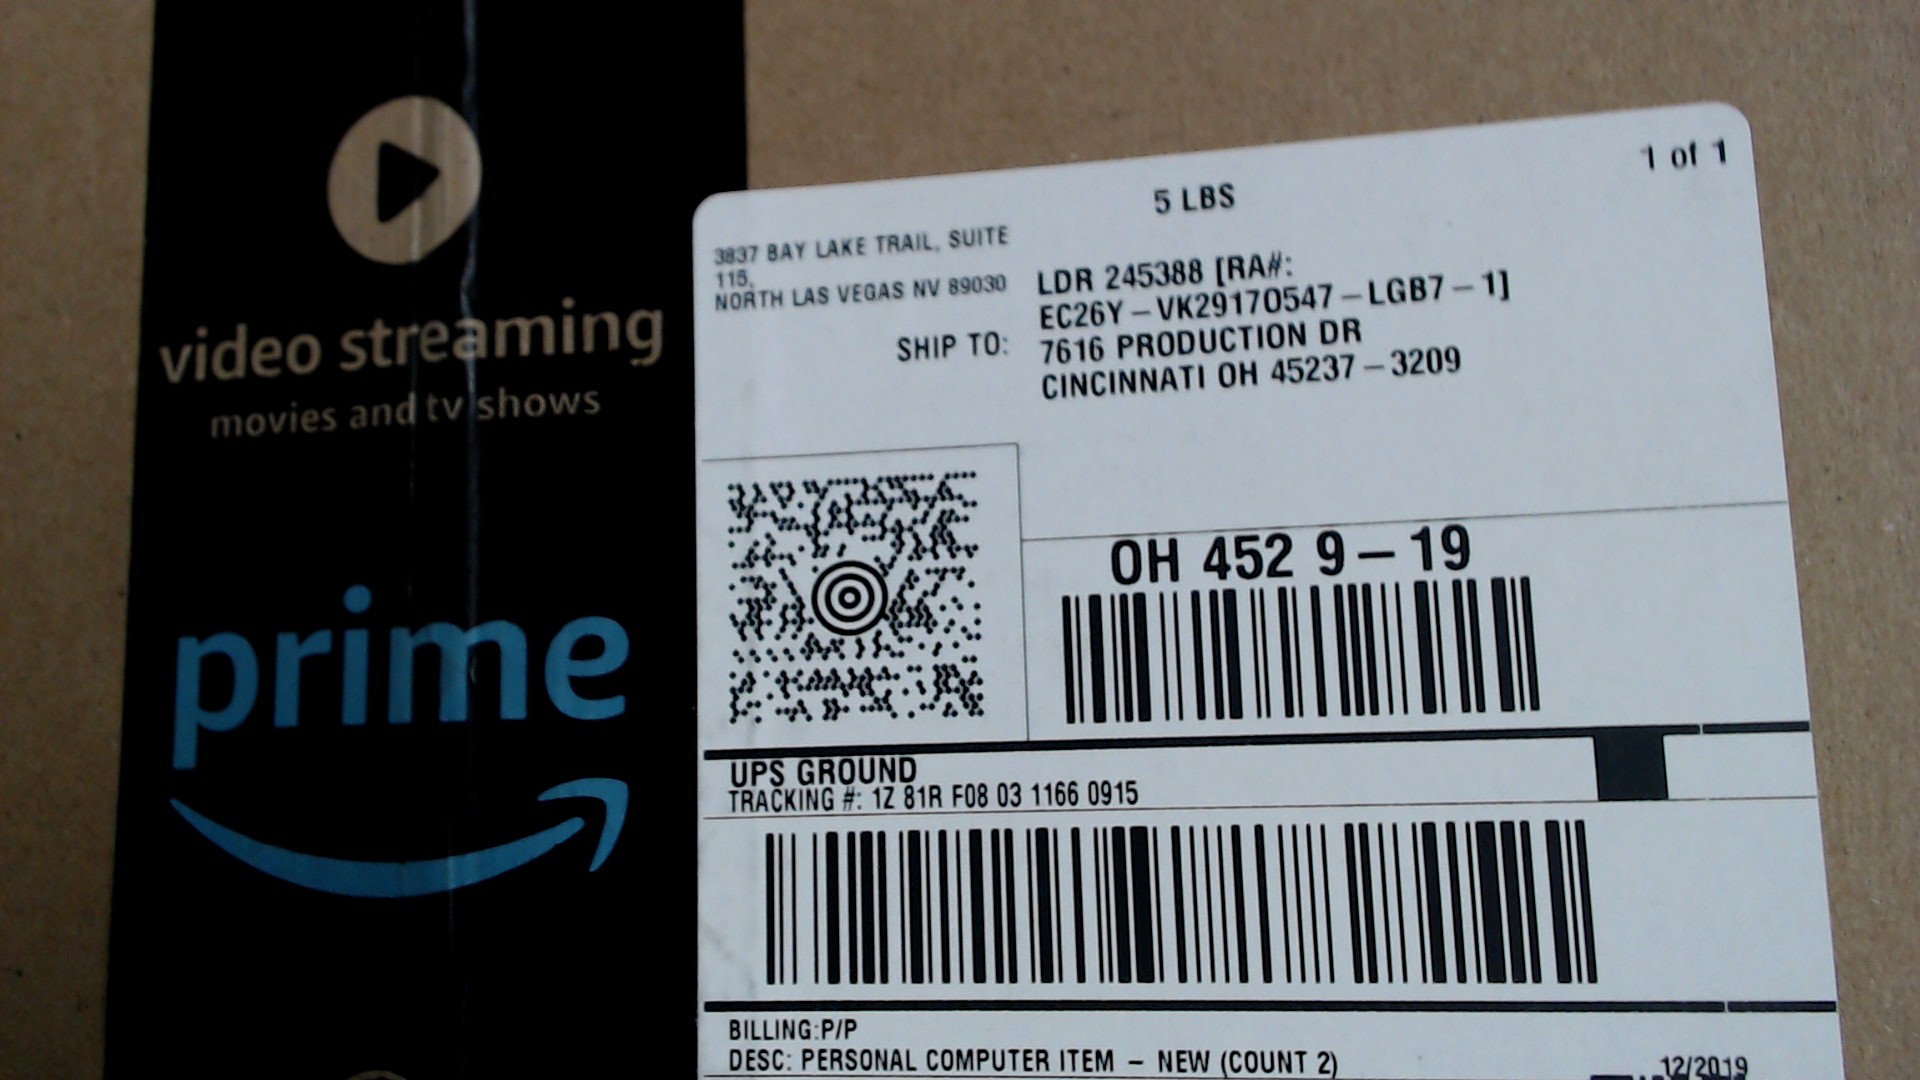 video streaming
movies and tv shows
prime
1 of 1
5 LBS
3837 BAY LAKE TRAIL, SUITE
115,
NORTH LAS VEGAS NV 89030
SHIP TO:
LDR 245388 [RA#:
EC26Y-VK2917O547-LGB7-1]
7616 PRODUCTION DR
CINCINNATI OH 45237-3209
OH 452 9-19
UPS GROUND
TRACKING #: 1Z 81R F08 03 1166 0915
BILLING:P/P
DESC: PERSONAL COMPUTER ITEM - NEW (COUNT 2)
12/2019